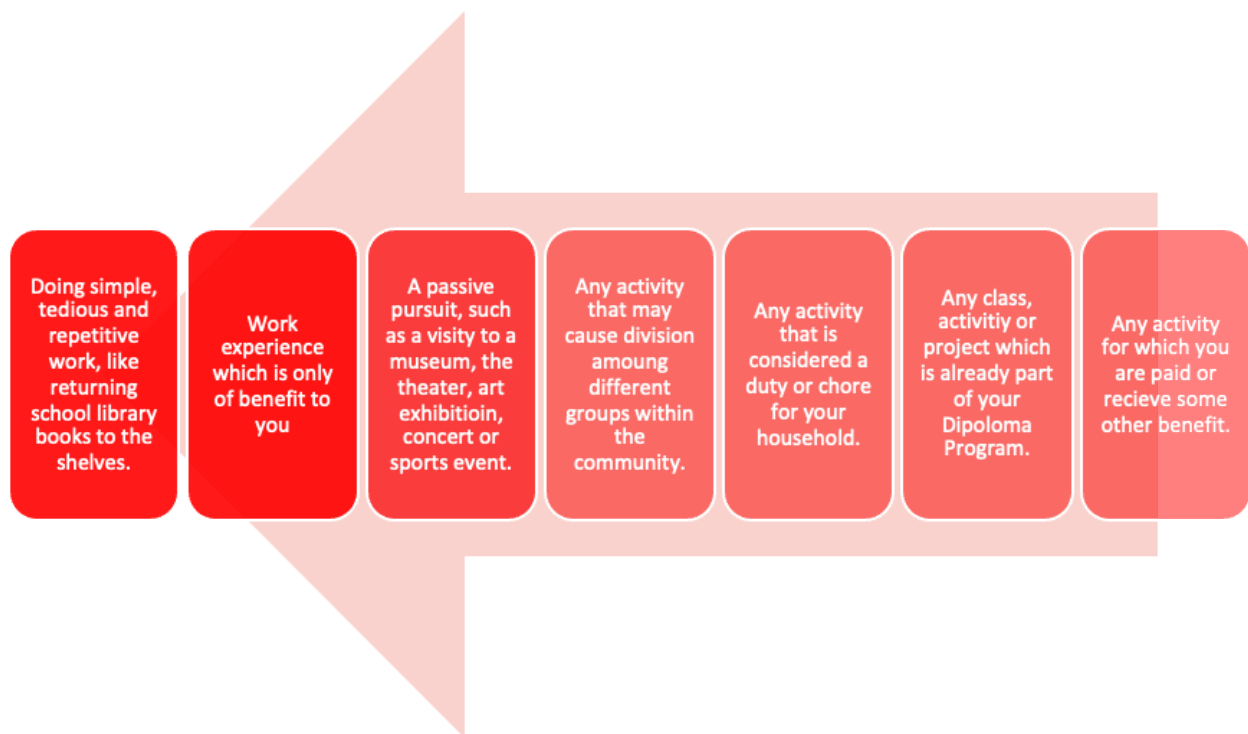 Doing simple,
tedious and
repetitive
work, like
returning
school library
books to the
shelves.
Work
experience
which is only
of benefit to
you
A passive
pursuit, such
as a visity to a
museum, the
theater, art
exhibitioin,
concert or
sports event.
Any activity
that may
cause division
amoung
different
groups within
the
community.
Any activity
that is
considered a
duty or chore
for your
household.
Any class,
activitiy or
project which
is already part
of your
Dipoloma
Program.
Any activity
for which you
are paid or
recieve some
other benefit.